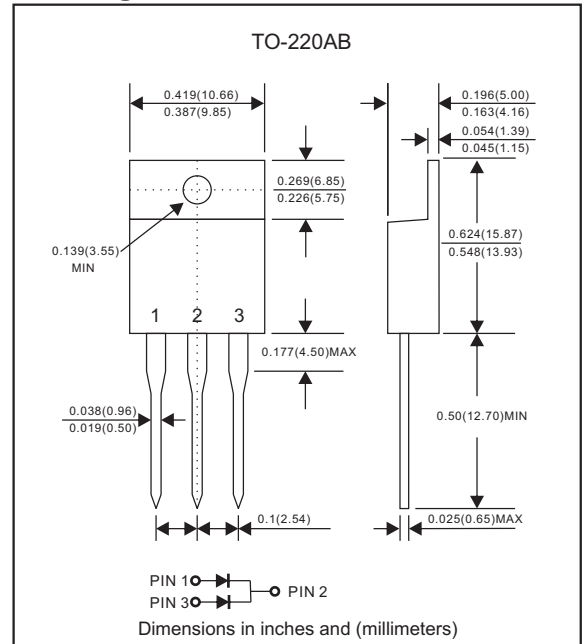 TO-220AB
0.419(10.66)
0.387(9.85)
0.196(5.00)
0.163(4.16)
0.054(1.39)
0.045(1.15)
0.269(6.85)
0.226(5.75)
0.624(15.87)
0.548(13.93)
0.139(3.55)
MIN
1 2 3
0.177(4.50)MAX
0.038(0.96)
0.019(0.50)
0.50(12.70)MIN
0.1(2.54)
0.025(0.65)MAX
PIN 1
PIN 2
PIN 3
Dimensions in inches and (millimeters)